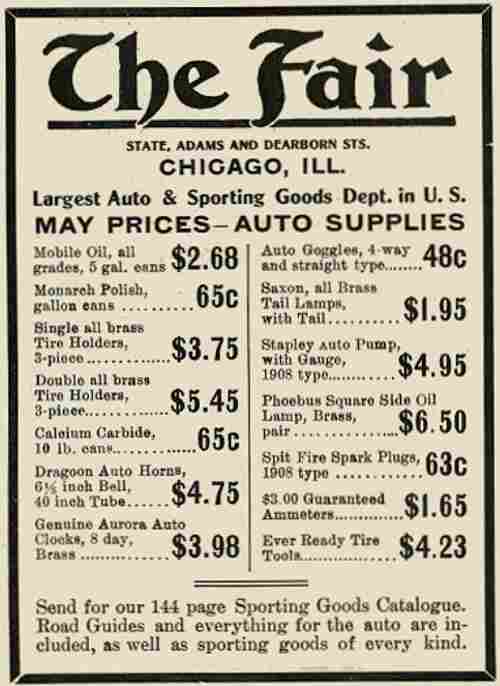 The Fair
STATE, ADAMS AND DEARBORN STS.
CHICAGO, ILL.
Largest Auto & Sporting Goods Dept. in U. S.
MAY PRICES—AUTO SUPPLIES
Mobile Oil, all
grades, 5 gal. cans $2.68
Monarch Polish,
gallon cans .......... 65c
Single all brass
Tire Holders,
3-piece .............. $3.75
Double all brass
Tire Holders,
3-piece.............. $5.45
Calcium Carbide,
10 lb. cans............. 65c
Dragoon Auto Horns,
6½ inch Bell,
40 inch Tube...... $4.75
Genuine Aurora Auto
Clocks, 8 day,
Brass ............... $3.98
Auto Goggles, 4-way
and straight type....... 48c
Saxon, all Brass
Tail Lamps,
with Tail.......... $1.95
Stapley Auto Pump,
with Gauge,
1908 type........... $4.95
Phoebus Square Side Oil
Lamp, Brass,
pair ............... $6.50
Spit Fire Spark Plugs,
1908 type .......... 63c
$3.00 Guaranteed
Ammeters............ $1.65
Ever Ready Tire
Tools................ $4.23
Send for our 144 page Sporting Goods Catalogue.
Road Guides and everything for the auto are in-
cluded, as well as sporting goods of every kind.